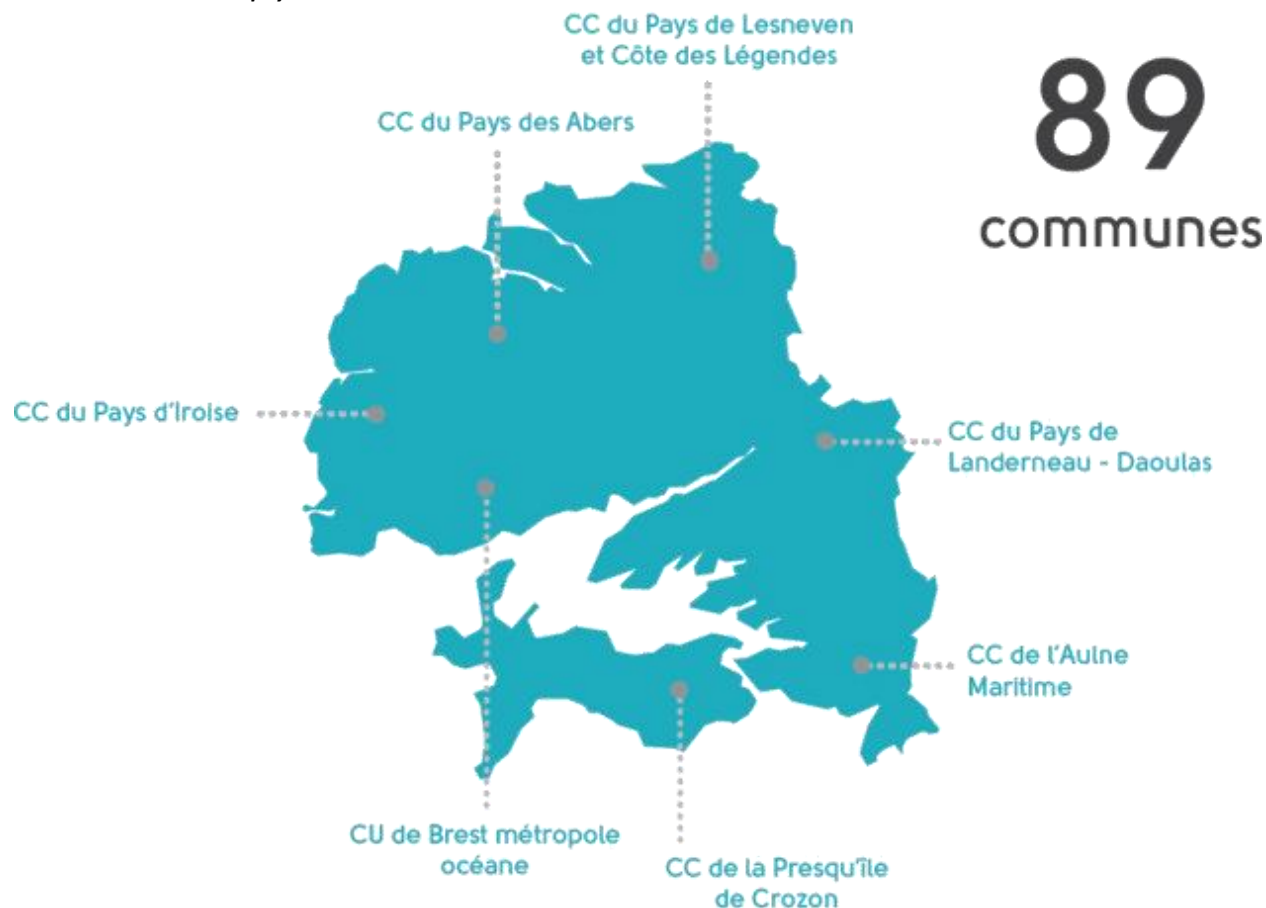 CC du Pays de Lesneven
et Côte des Légendes
89
communes
CC du Pays des Abers
CC du Pays d'Iroise
CC du Pays de
Landerneau - Daoulas
CC de l'Aulne
Maritime
CU de Brest métropole
océane
CC de la Presqu'île
de Crozon